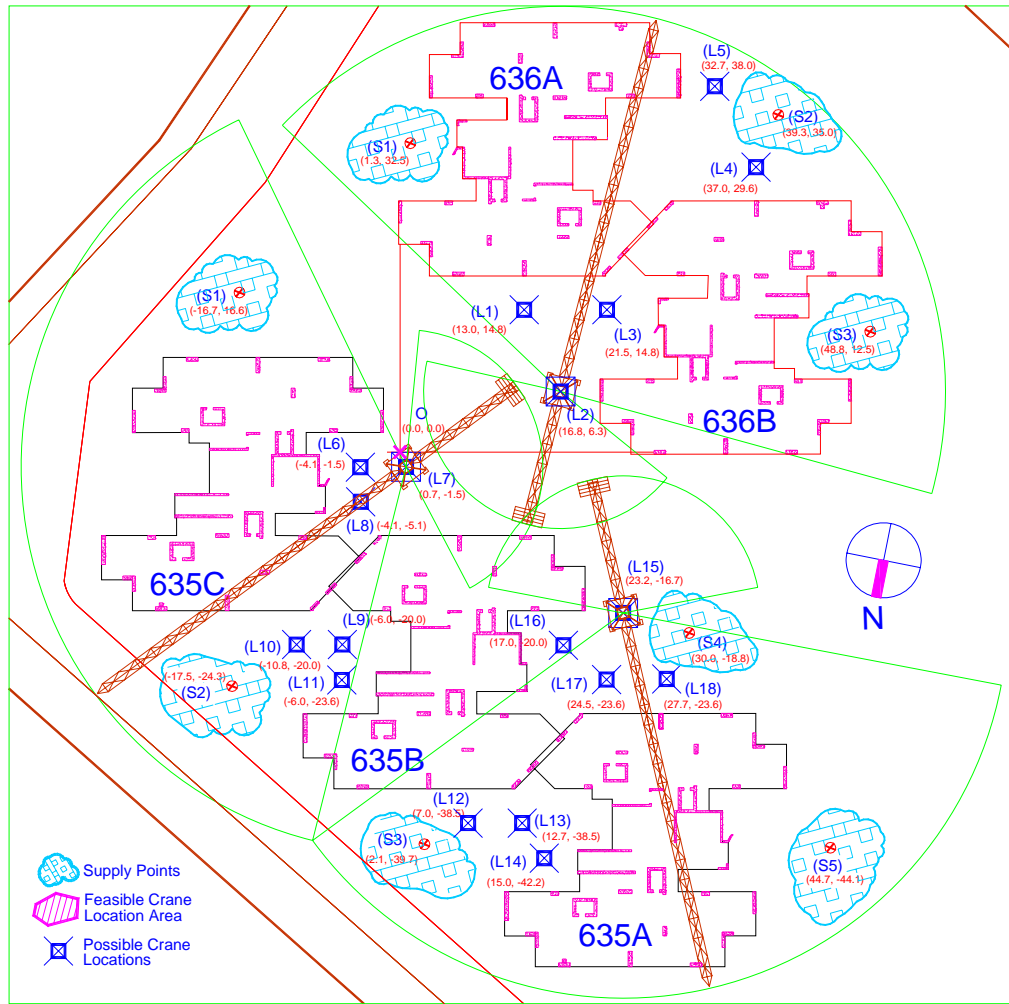 (L5)
(32.7, 38.0)
636A
(S2)
(39.3, 35.0)
(S1)
(1.3, 32.5)
(L4)
(37.0, 29.6)
(S1)
(-16.7, 16.6)
(L1)
(13.0, 14.8)
(L3)
(21.5, 14.8)
(S3)
(48.8, 12.5)
636B
O
(0.0, 0.0)
(L2)
(16.8, 6.3)
(L6)
(-4.1, -1.5)
(L7)
(0.7, -1.5)
(L8)
(-4.1, -5.1)
635C
(L15)
(23.2, -16.7)
N
(L9)
(-6.0, -20.0)
(L10)
(-10.8, -20.0)
(L16)
(17.0, -20.0)
(S4)
(30.0, -18.8)
(-17.5, -24.3)
(S2)
(L11)
(-6.0, -23.6)
(L17)
(24.5, -23.6)
(L18)
(27.7, -23.6)
635B
(L12)
(7.0, -38.5)
(L13)
(12.7, -38.5)
(S3)
(2.1, -39.7)
(L14)
(15.0, -42.2)
(S5)
(44.7, -44.1)
635A
Supply Points
Feasible Crane
Location Area
Possible Crane
Locations